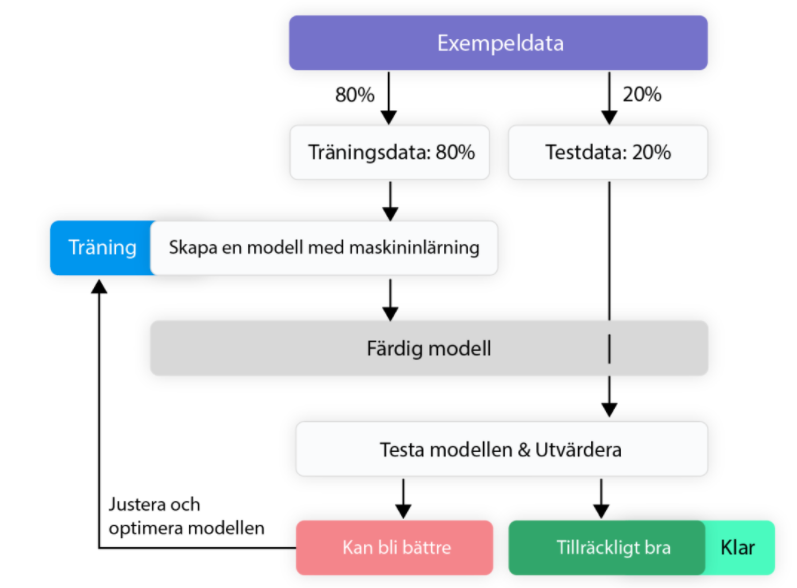 Exempeldata
80%
20%
Träningsdata: 80%
Testdata: 20%
Träning
Skapa en modell med maskininlärning
Färdig modell
Testa modellen & Utvärdera
Justera och
optimera modellen
Kan bli bättre
Tillräckligt bra
Klar